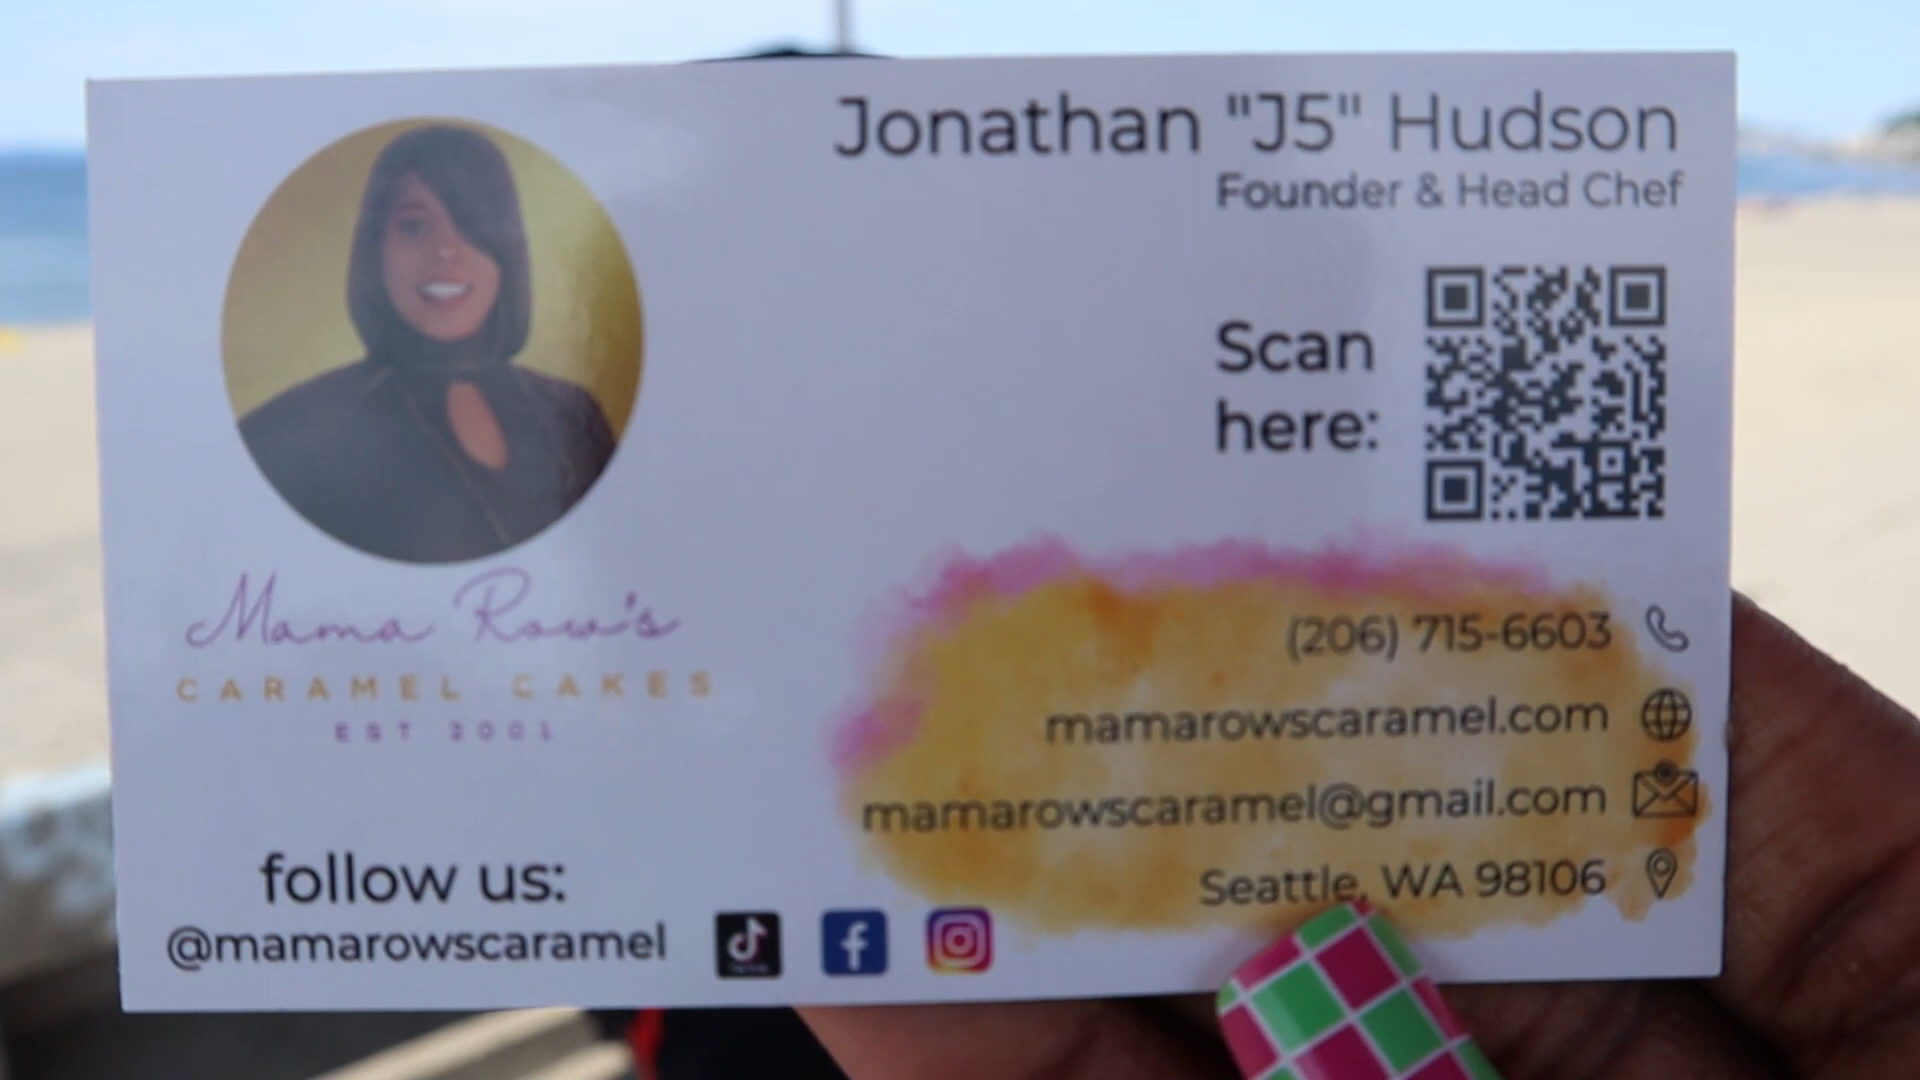 Jonathan "J5" Hudson
Founder & Head Chef
Scan
here:
Mama Row's
CARAMEL CAKES
EST 2001
(206) 715-6603
mamarowscaramel.com
mamarowscaramel@gmail.com
Seattle, WA 98106
follow us:
@mamarowscaramel